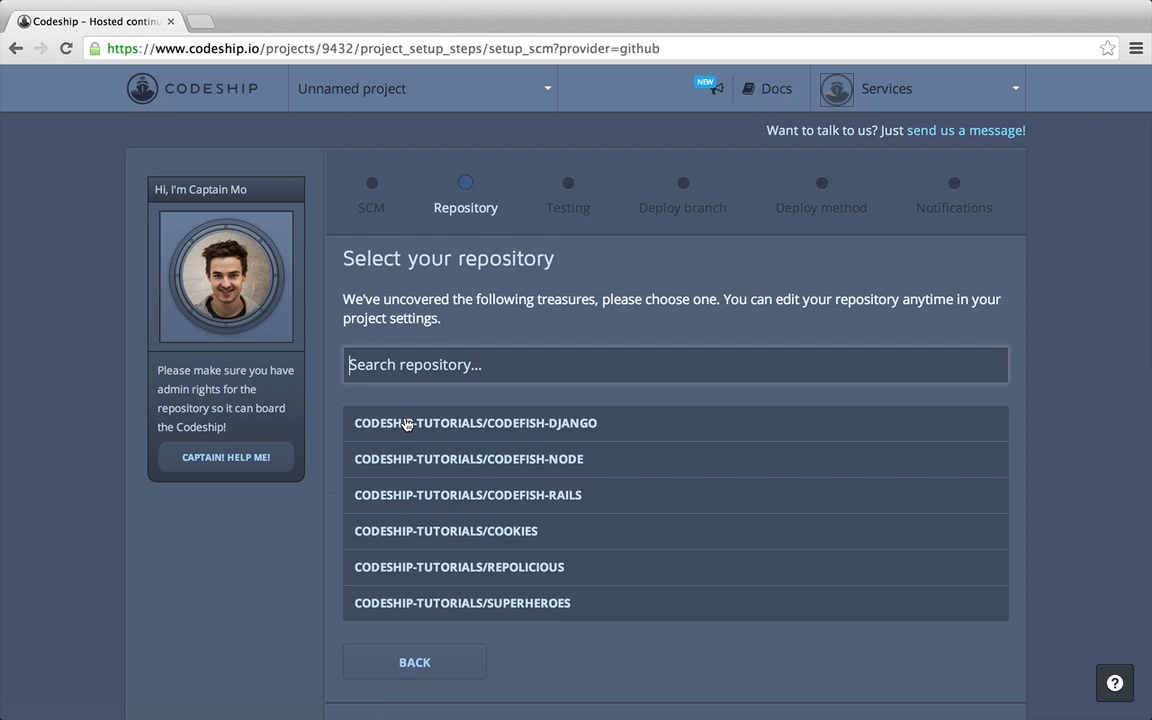 Codeship – Hosted contin
https://www.codeship.io/projects/9432/project_setup_steps/setup_scm?provider=github
CODESHIP
Unnamed project
NEW
Docs
Services
Want to talk to us? Just send us a message!
Hi, I'm Captain Mo
Please make sure you have
admin rights for the
repository so it can board
the Codeship!
CAPTAIN! HELP ME!
SCM
Repository
Testing
Deploy branch
Deploy method
Notifications
Select your repository
We've uncovered the following treasures, please choose one. You can edit your repository anytime in your
project settings.
Search repository...
CODESHIP-TUTORIALS/CODEFISH-DJANGO
CODESHIP-TUTORIALS/CODEFISH-NODE
CODESHIP-TUTORIALS/CODEFISH-RAILS
CODESHIP-TUTORIALS/COOKIES
CODESHIP-TUTORIALS/REPOLICIOUS
CODESHIP-TUTORIALS/SUPERHEROES
BACK
?